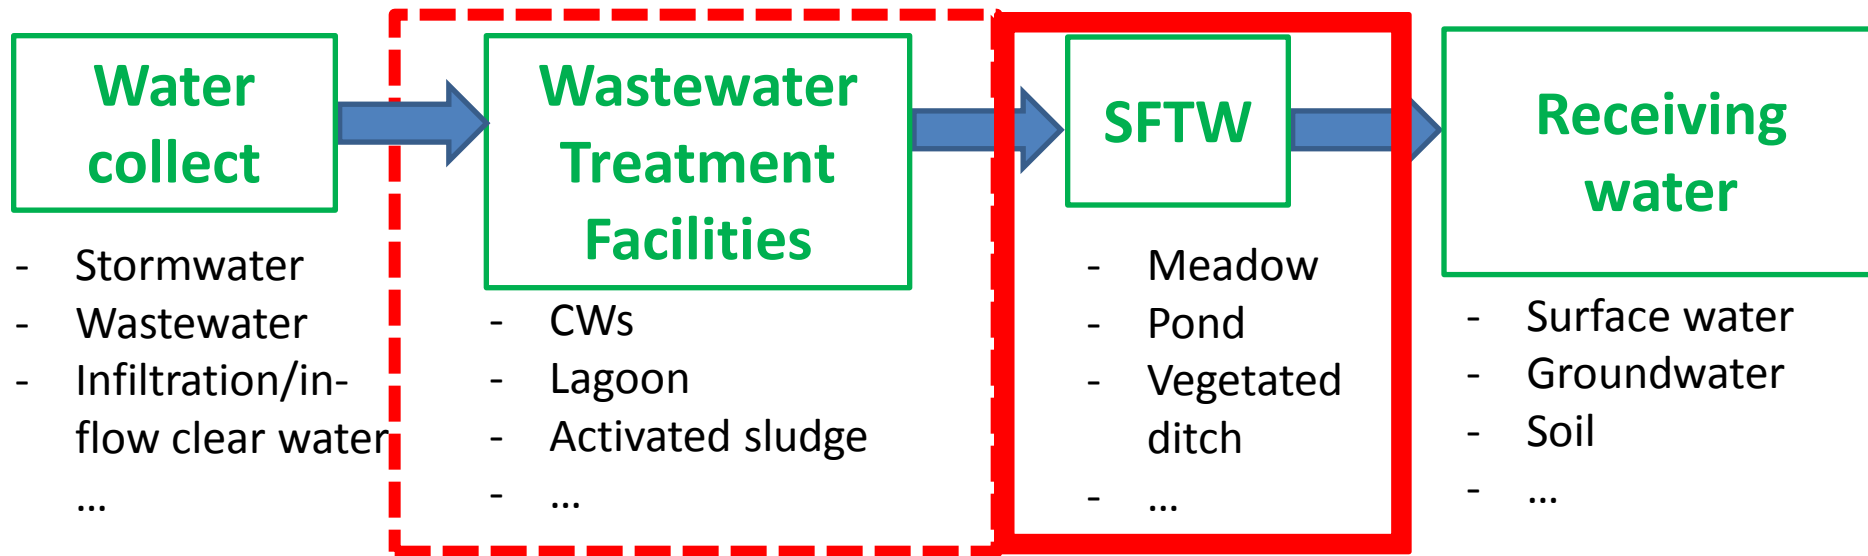 Water
collect
- Stormwater
- Wastewater
- Infiltration/in-
flow clear water
...
Wastewater
Treatment
Facilities
- CWs
- Lagoon
- Activated sludge
- ...
SFTW
- Meadow
- Pond
- Vegetated
ditch
- ...
Receiving
water
- Surface water
- Groundwater
- Soil
- ...